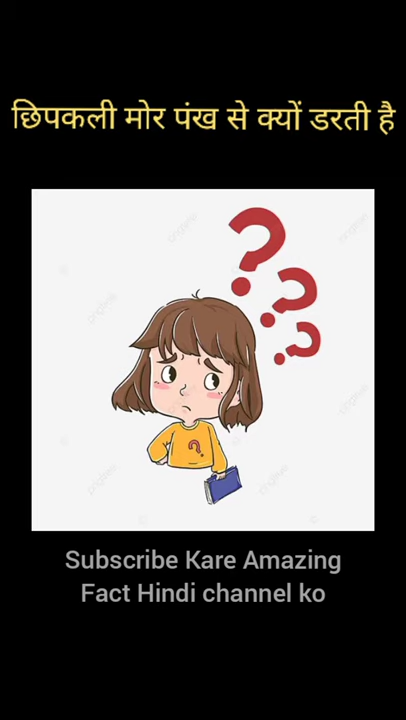 छिपकली मोर पंख से क्यों डरती है
Subscribe Kare Amazing
Fact Hindi channel ko